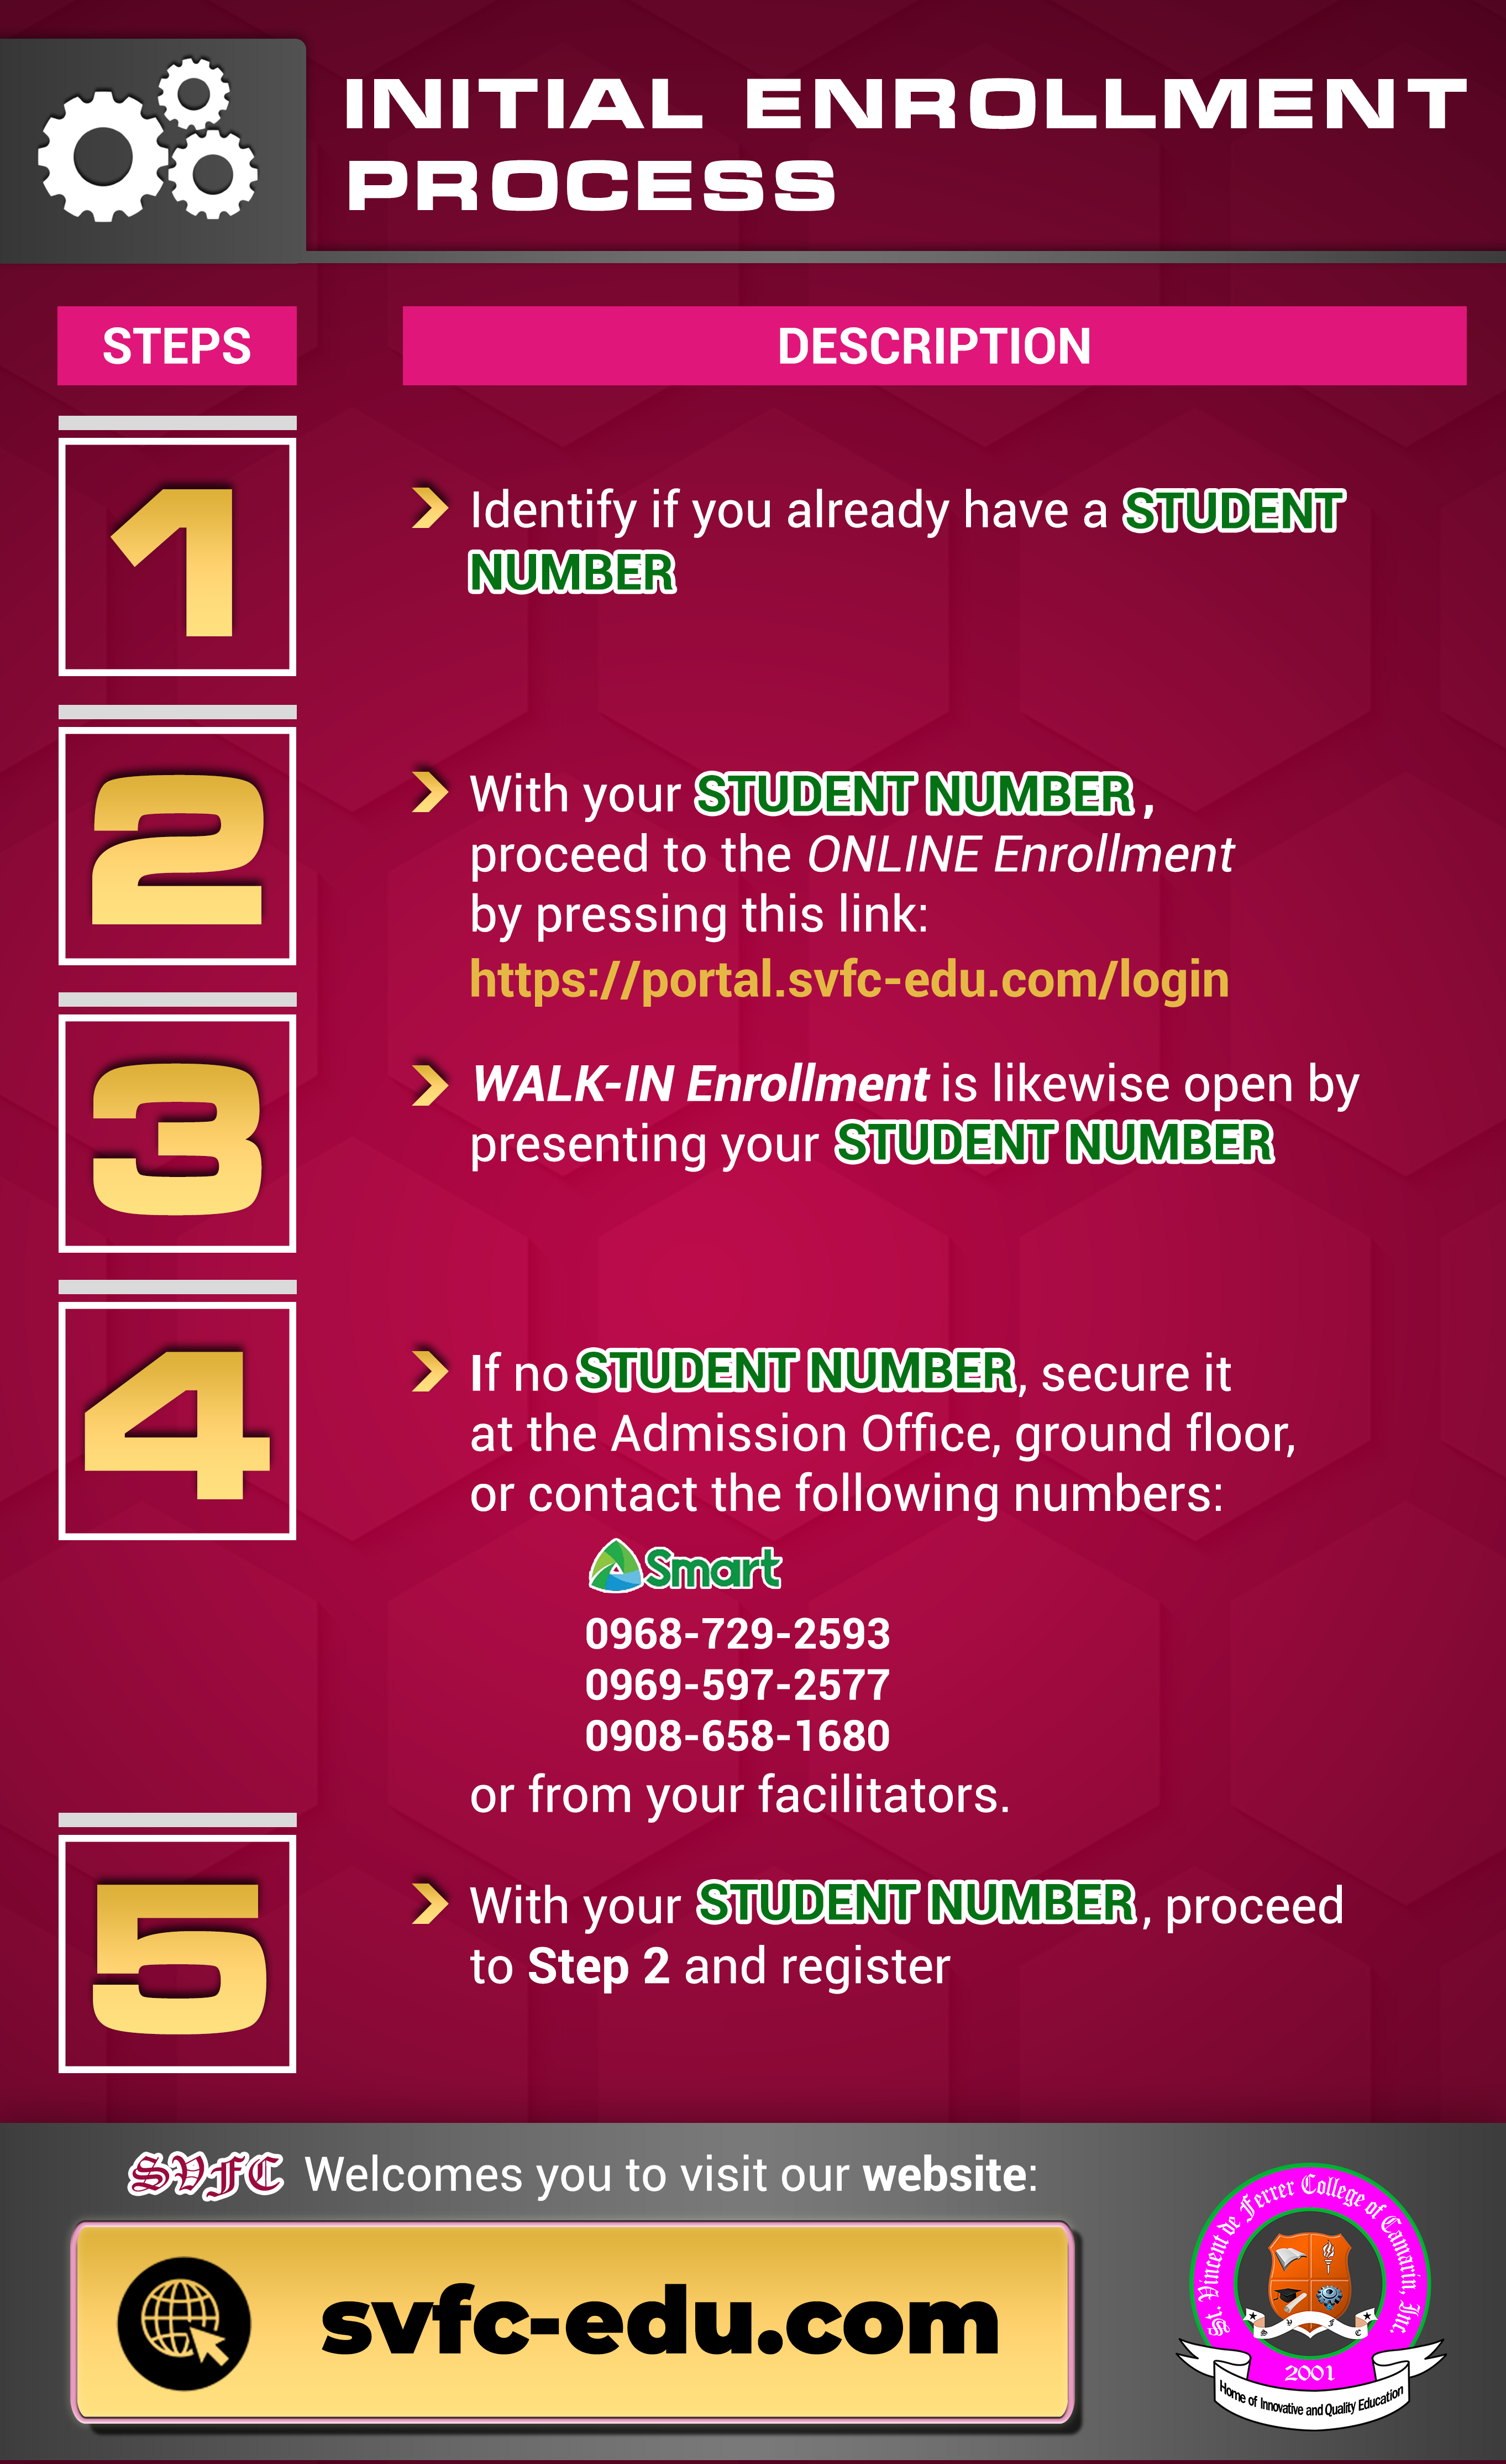 INITIAL ENROLLMENT
PROCESS
STEPS
DESCRIPTION
1
Identify if you already have a STUDENT
NUMBER
2
With your STUDENT NUMBER ,
proceed to the ONLINE Enrollment
by pressing this link:
https://portal.svfc-edu.com/login
3
WALK-IN Enrollment is likewise open by
presenting your STUDENT NUMBER
4
If no STUDENT NUMBER, secure it
at the Admission Office, ground floor,
or contact the following numbers:
Smart
0968-729-2593
0969-597-2577
0908-658-1680
or from your facilitators.
5
With your STUDENT NUMBER, proceed
to Step 2 and register
SVFC Welcomes you to visit our website:
svfc-edu.com
St. Vincent de Ferrer College of Camarin, Inc.
S V F C
2001
Home of Innovative and Quality Education